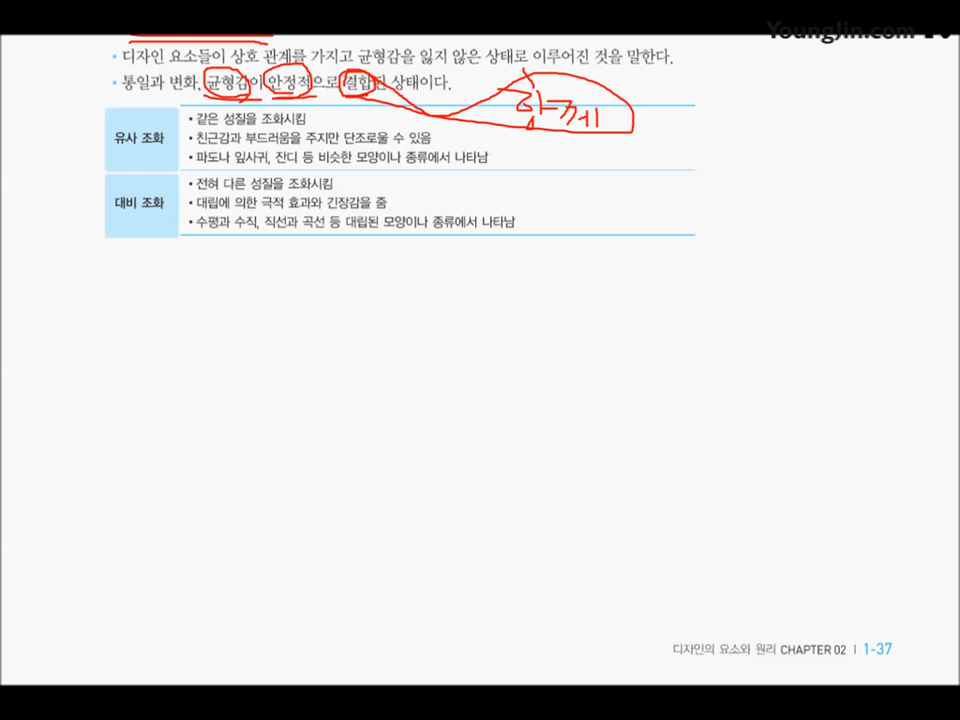 Youngjin.com
• 디자인 요소들이 상호 관계를 가지고 균형감을 잃지 않은 상태로 이루어진 것을 말한다.
• 통일과 변화, 균형감이 안정적으로 결합된 상태이다.
함께
유사 조화
• 같은 성질을 조화시킴
• 친근감과 부드러움을 주지만 단조로울 수 있음
• 파도나 잎사귀, 잔디 등 비슷한 모양이나 종류에서 나타남
대비 조화
• 전혀 다른 성질을 조화시킴
• 대립에 의한 극적 효과와 긴장감을 줌
• 수평과 수직, 직선과 곡선 등 대립된 모양이나 종류에서 나타남
디자인의 요소와 원리 CHAPTER 02 | 1-37